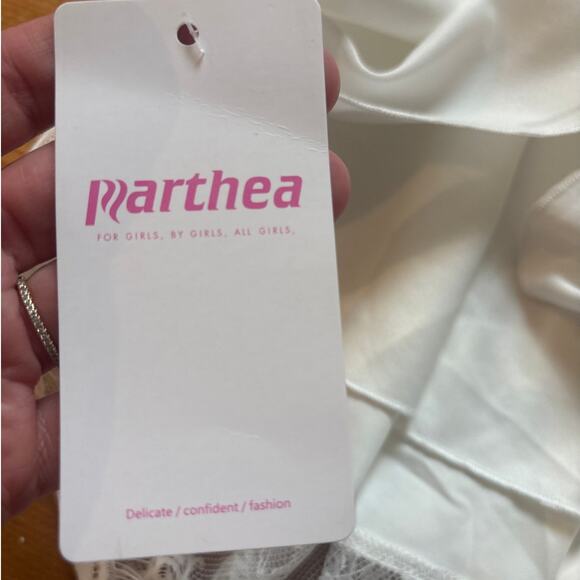 Marthea
FOR GIRLS, BY GIRLS, ALL GIRLS,
Delicate / confident / fashion